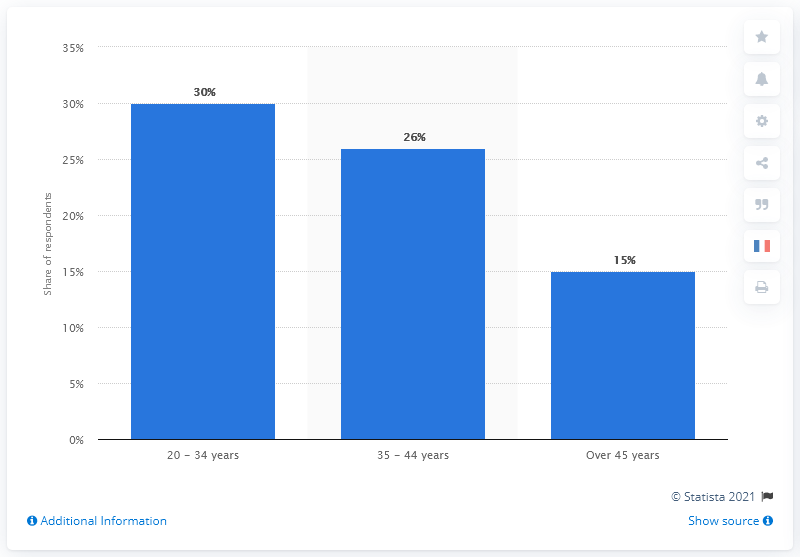 35%
30%
25%
20%
15%
10%
5%
0%
Share of respondents
30%
26%
15%
20 – 34 years
35 – 44 years
Over 45 years
© Statista 2021
Additional Information
Show source